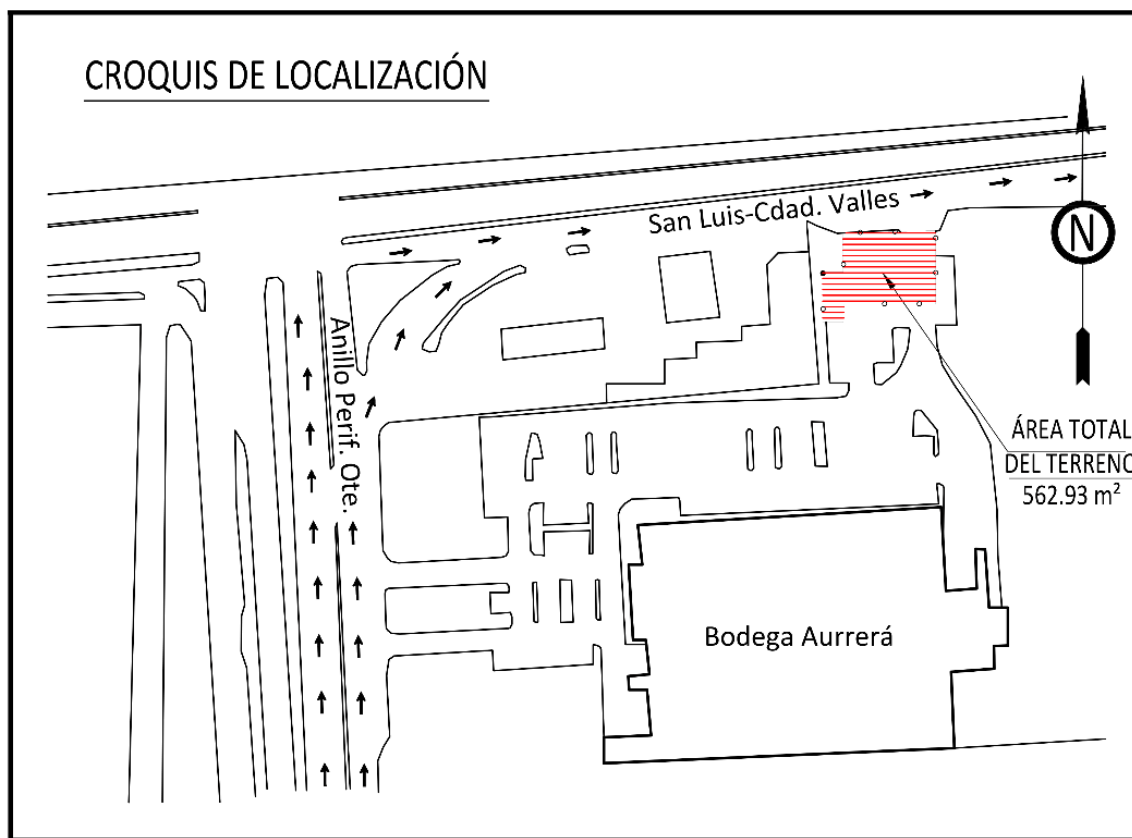 CROQUIS DE LOCALIZACIÓN
San Luis-Cdad. Valles
N
Anillo Perif. Ote.
ÁREA TOTAL
DEL TERRENO
562.93 m²
Bodega Aurrerá